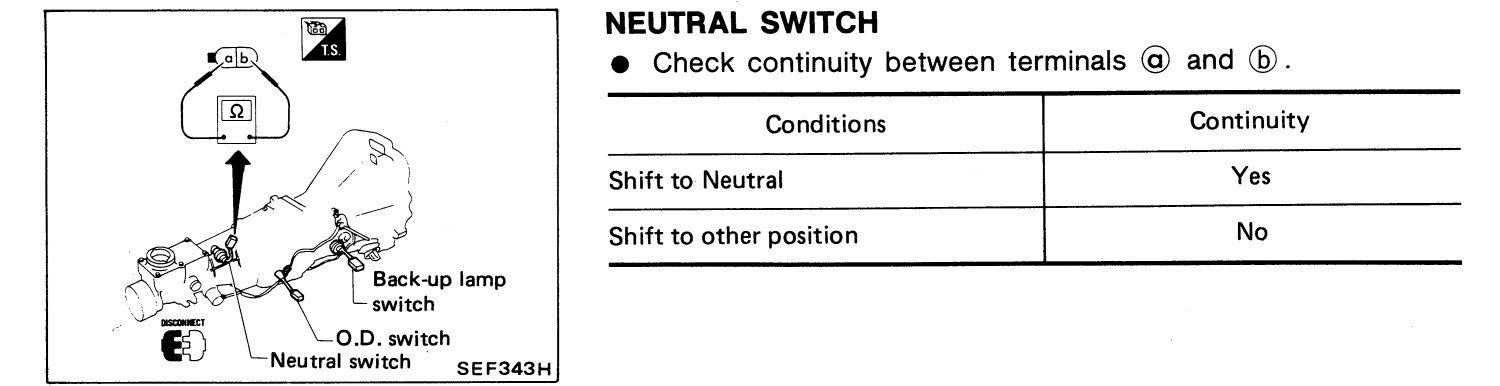 T.S.
a b
Ω
Back-up lamp
switch
DISCONNECT
O.D. switch
Neutral switch
SEF343H
NEUTRAL SWITCH
● Check continuity between terminals ⓐ and ⓑ.
Conditions Continuity
Shift to Neutral Yes
Shift to other position No